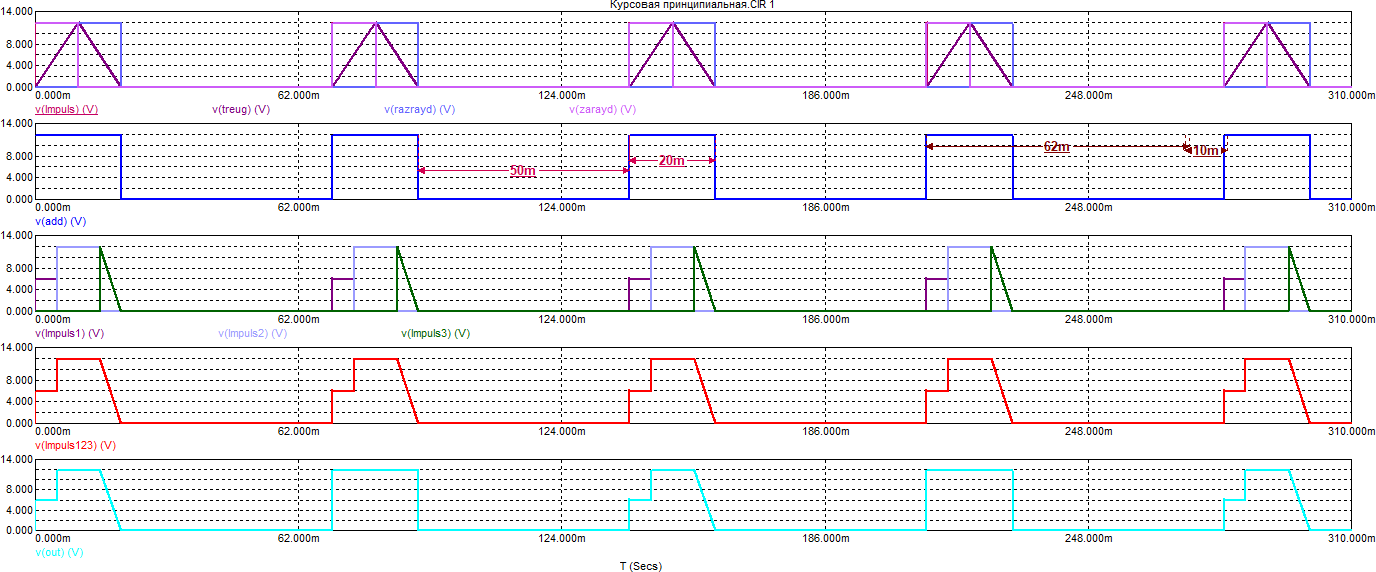 Курсовая принципиальная.CIR 1
14.000
8.000
4.000
0.000
0.000m 62.000m 124.000m 186.000m 248.000m 310.000m
v(Impuls) (V) v(treug) (V) v(razrayd) (V) v(zarayd) (V)
14.000
8.000
4.000
0.000
50m 20m 62m 10m
0.000m 62.000m 124.000m 186.000m 248.000m 310.000m
v(add) (V)
14.000
8.000
4.000
0.000
0.000m 62.000m 124.000m 186.000m 248.000m 310.000m
v(Impuls1) (V) v(Impuls2) (V) v(Impuls3) (V)
14.000
8.000
4.000
0.000
0.000m 62.000m 124.000m 186.000m 248.000m 310.000m
v(Impuls123) (V)
14.000
8.000
4.000
0.000
0.000m 62.000m 124.000m 186.000m 248.000m 310.000m
v(out) (V)
T (Secs)